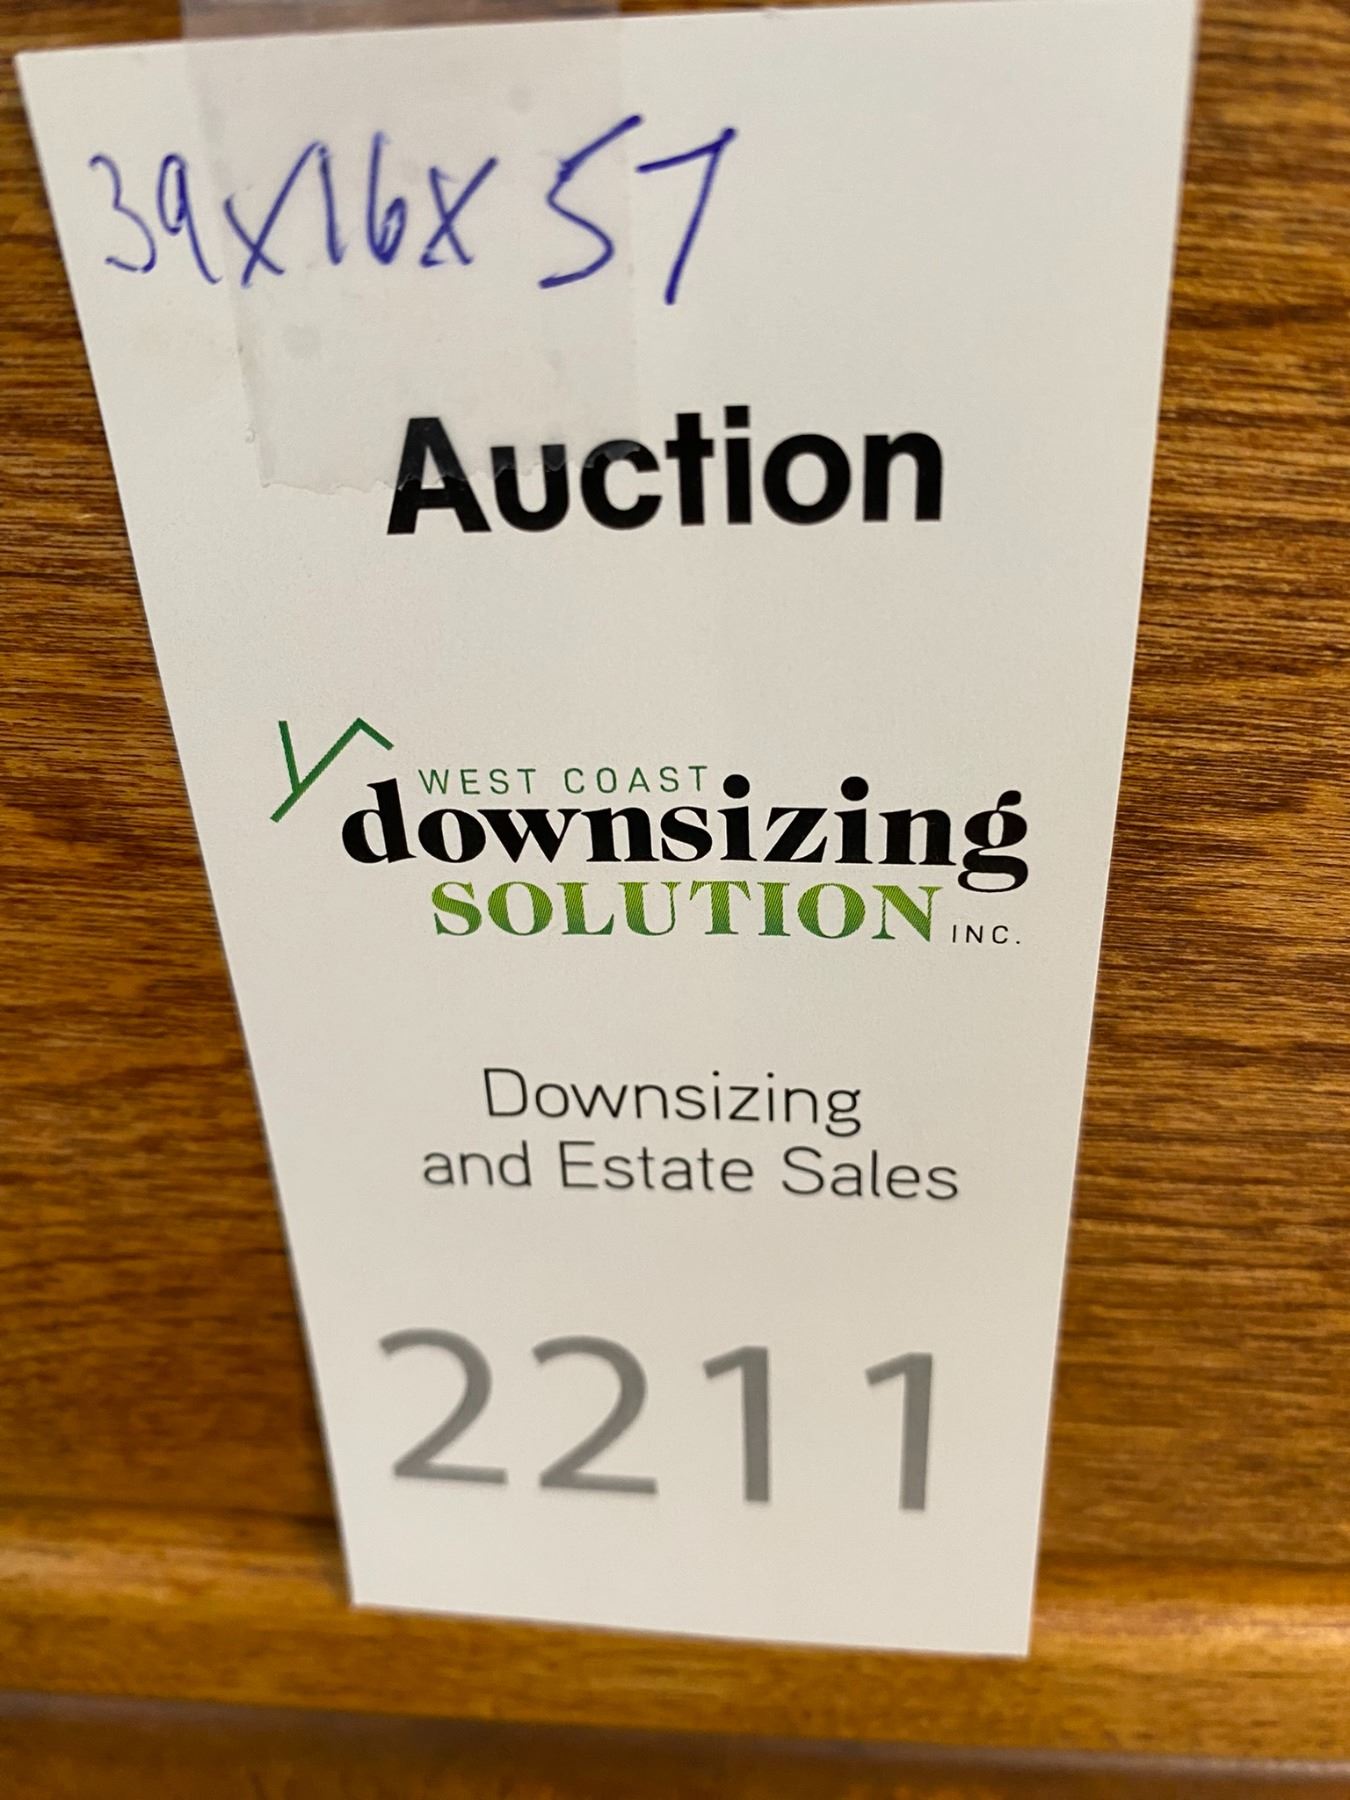 39x16x57
Auction
WEST COAST
downsizing
SOLUTION INC.
Downsizing
and Estate Sales
2211